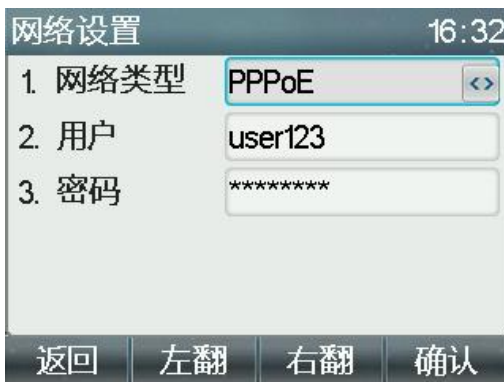 网络设置 16:32
1. 网络类型 PPPoE <>
2. 用户 user123
3. 密码 ********
返回 左翻 右翻 确认